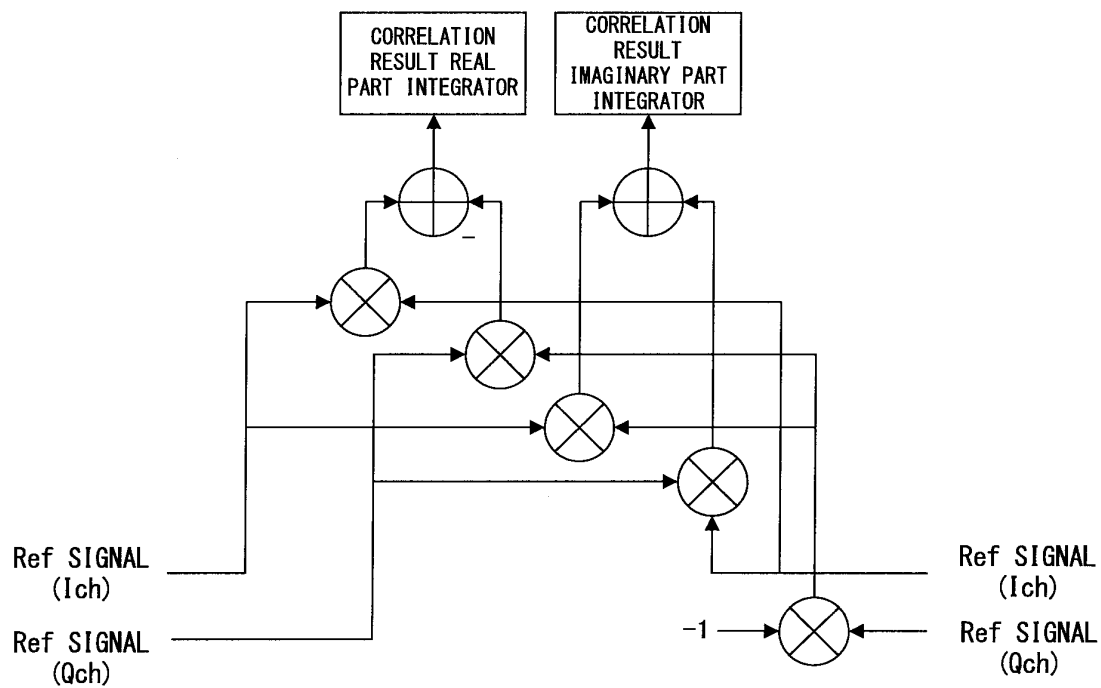 CORRELATION
RESULT REAL
PART INTEGRATOR
CORRELATION
RESULT
IMAGINARY PART
INTEGRATOR
-
Ref SIGNAL
(Ich)
Ref SIGNAL
(Qch)
Ref SIGNAL
(Ich)
-1
Ref SIGNAL
(Qch)